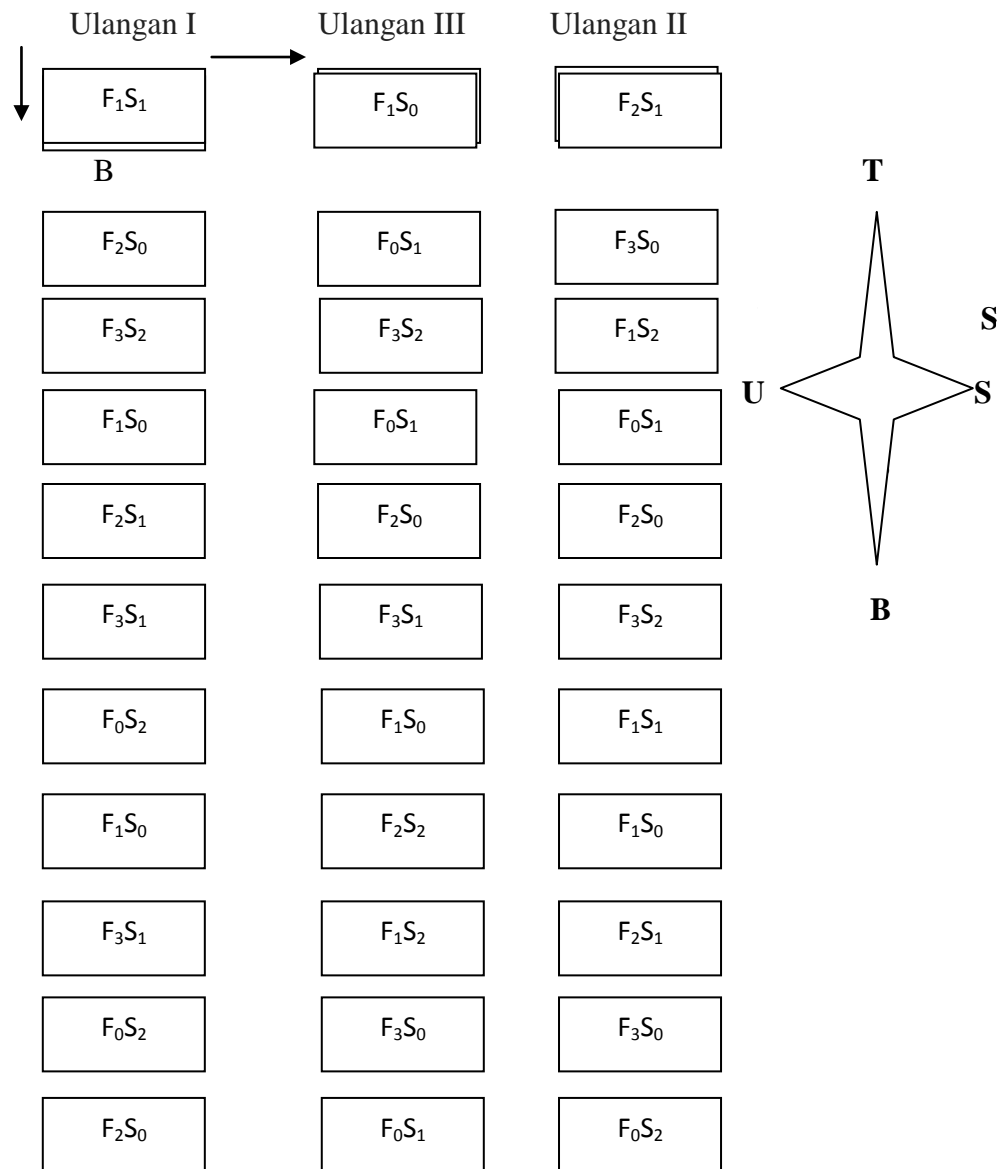 Ulangan I Ulangan III Ulangan II
F₁S₁ F₁S₀ F₂S₁
B T
F₂S₀ F₀S₁ F₃S₀
F₃S₂ F₃S₂ F₁S₂ S
F₁S₀ F₀S₁ F₀S₁ U S
F₂S₁ F₂S₀ F₂S₀
F₃S₁ F₃S₁ F₃S₂ B
F₀S₂ F₁S₀ F₁S₁
F₁S₀ F₂S₂ F₁S₀
F₃S₁ F₁S₂ F₂S₁
F₀S₂ F₃S₀ F₃S₀
F₂S₀ F₀S₁ F₀S₂